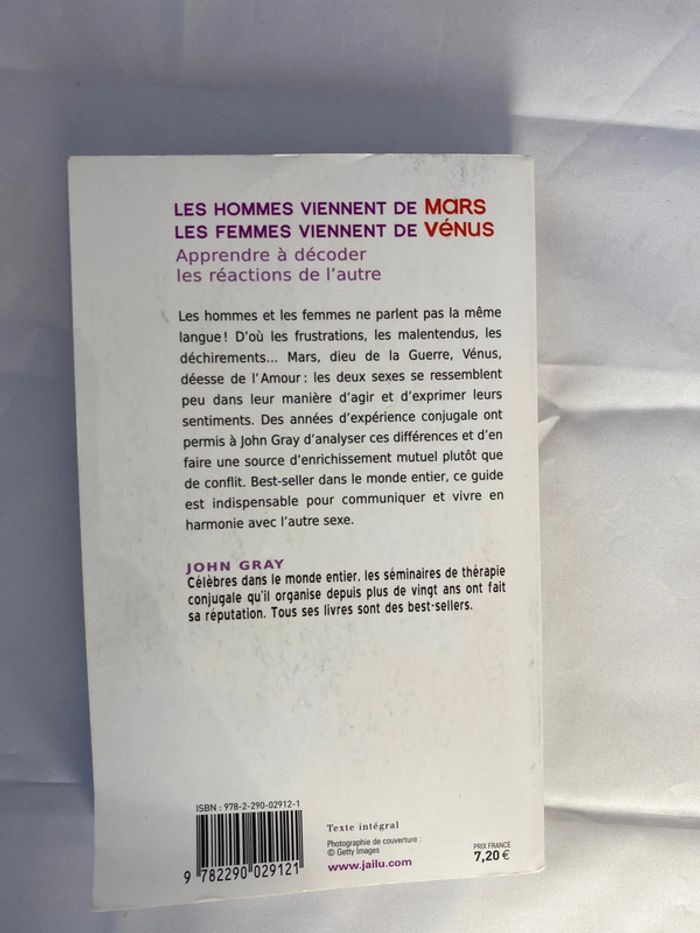 LES HOMMES VIENNENT DE MARS
LES FEMMES VIENNENT DE VÉNUS
Apprendre à décoder
les réactions de l'autre
Les hommes et les femmes ne parlent pas la même
langue ! D'où les frustrations, les malentendus, les
déchirements... Mars, dieu de la Guerre, Vénus,
déesse de l'Amour : les deux sexes se ressemblent
peu dans leur manière d'agir et d'exprimer leurs
sentiments. Des années d'expérience conjugale ont
permis à John Gray d'analyser ces différences et d'en
faire une source d'enrichissement mutuel plutôt que
de conflit. Best-seller dans le monde entier, ce guide
est indispensable pour communiquer et vivre en
harmonie avec l'autre sexe.
JOHN GRAY
Célèbres dans le monde entier, les séminaires de thérapie
conjugale qu'il organise depuis plus de vingt ans ont fait
sa réputation. Tous ses livres sont des best-sellers.
ISBN : 978-2-290-02912-1
9 782290 029121
Texte intégral
Photographie de couverture :
© Getty Images
www.jailu.com
PRIX FRANCE
7,20 €